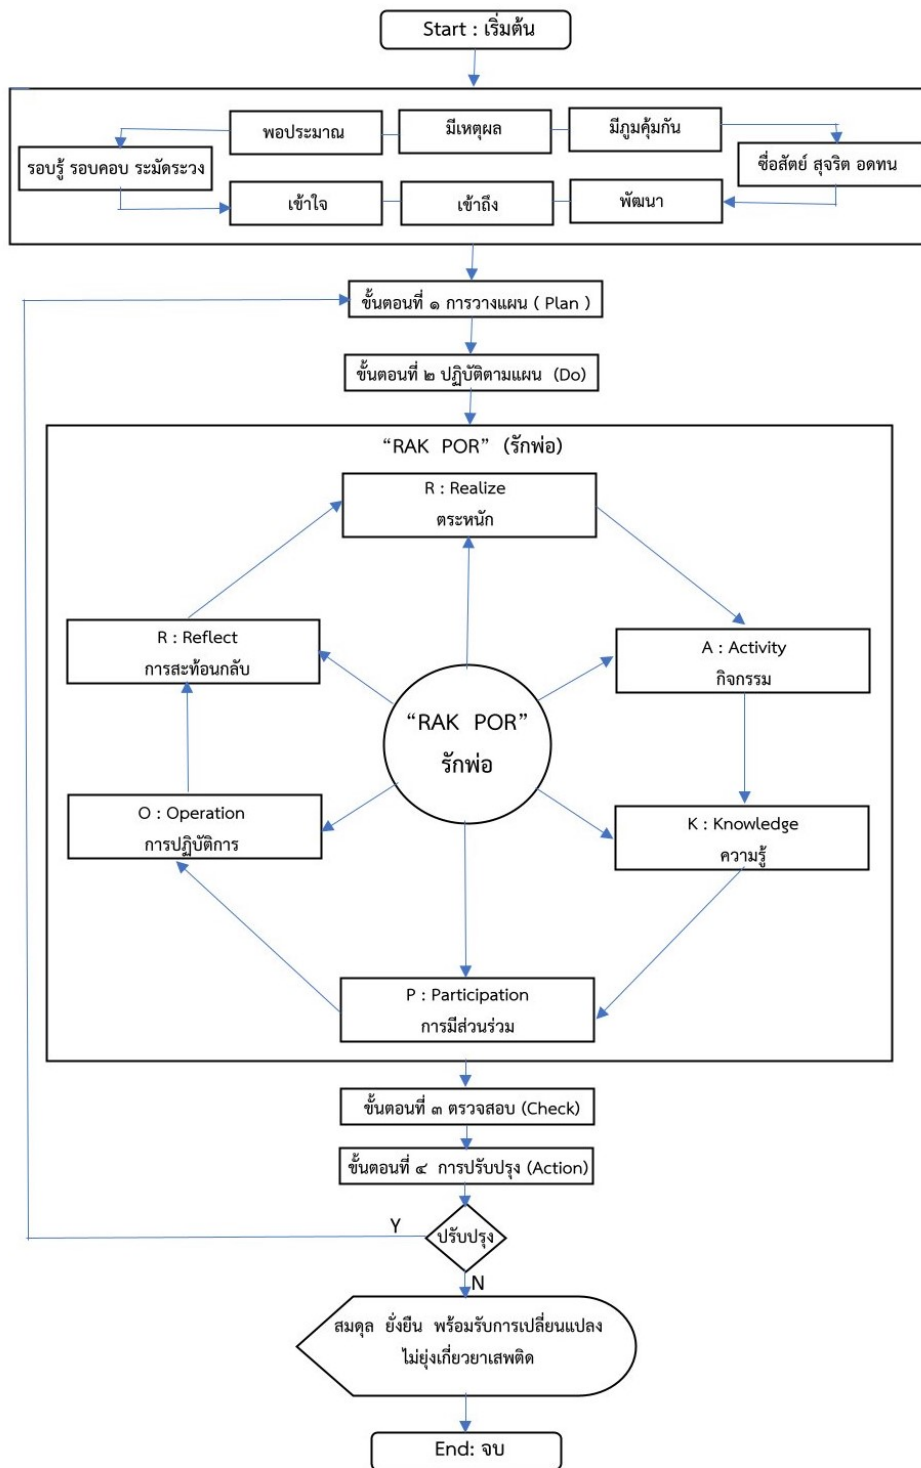 Start : เริ่มต้น
พอประมาณ
มีเหตุผล
มีภูมคุ้มกัน
รอบรู้ รอบคอบ ระมัดระวง
ซื่อสัตย์ สุจริต อดทน
เข้าใจ
เข้าถึง
พัฒนา
ขั้นตอนที่ ๑ การวางแผน ( Plan )
ขั้นตอนที่ ๒ ปฏิบัติตามแผน (Do)
“RAK POR” (รักพ่อ)
R : Realize
ตระหนัก
R : Reflect
การสะท้อนกลับ
A : Activity
กิจกรรม
“RAK POR”
รักพ่อ
O : Operation
การปฏิบัติการ
K : Knowledge
ความรู้
P : Participation
การมีส่วนร่วม
ขั้นตอนที่ ๓ ตรวจสอบ (Check)
ขั้นตอนที่ ๔ การปรับปรุง (Action)
Y
ปรับปรุง
N
สมดุล ยั่งยืน พร้อมรับการเปลี่ยนแปลง
ไม่ยุ่งเกี่ยวยาเสพติด
End: จบ